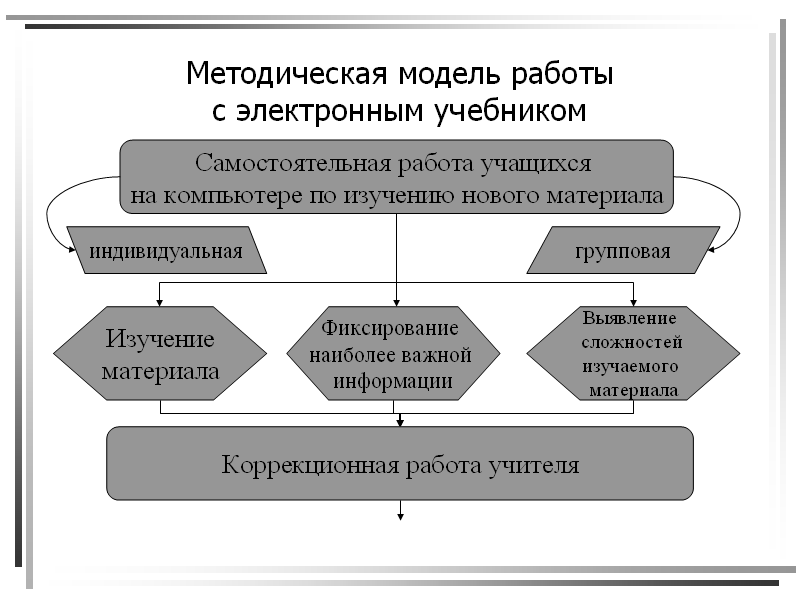 Методическая модель работы
с электронным учебником
Самостоятельная работа учащихся
на компьютере по изучению нового материала
индивидуальная
групповая
Изучение
материала
Фиксирование
наиболее важной
информации
Выявление
сложностей
изучаемого
материала
Коррекционная работа учителя